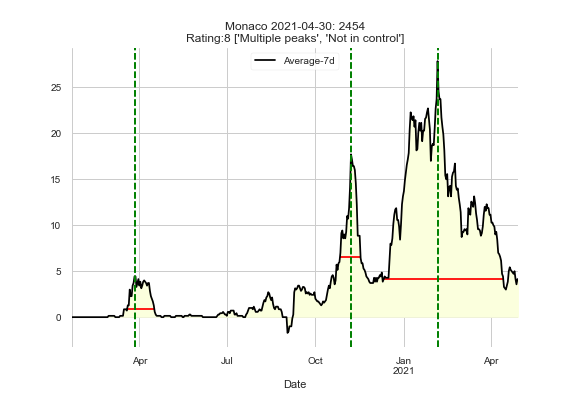 Monaco 2021-04-30: 2454
Rating:8 ['Multiple peaks', 'Not in control']
Average-7d
25
20
15
10
5
0
Apr
Jul
Oct
Jan
2021
Apr
Date